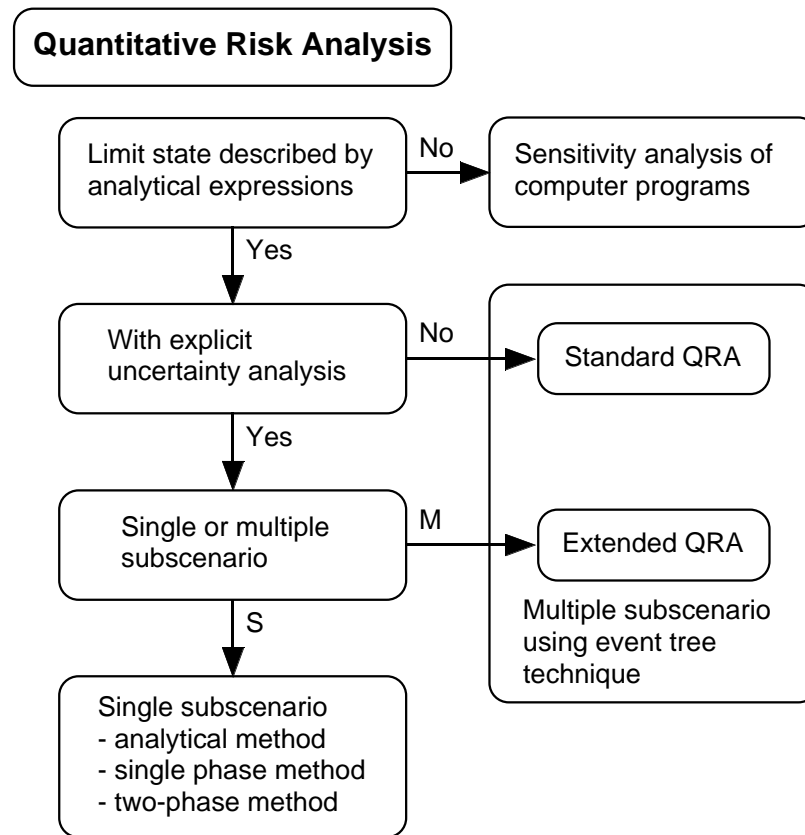 Quantitative Risk Analysis
Limit state described by
analytical expressions
No
Sensitivity analysis of
computer programs
Yes
With explicit
uncertainty analysis
No
Standard QRA
Yes
Single or multiple
subscenario
M
Extended QRA
Multiple subscenario
using event tree
technique
S
Single subscenario
- analytical method
- single phase method
- two-phase method